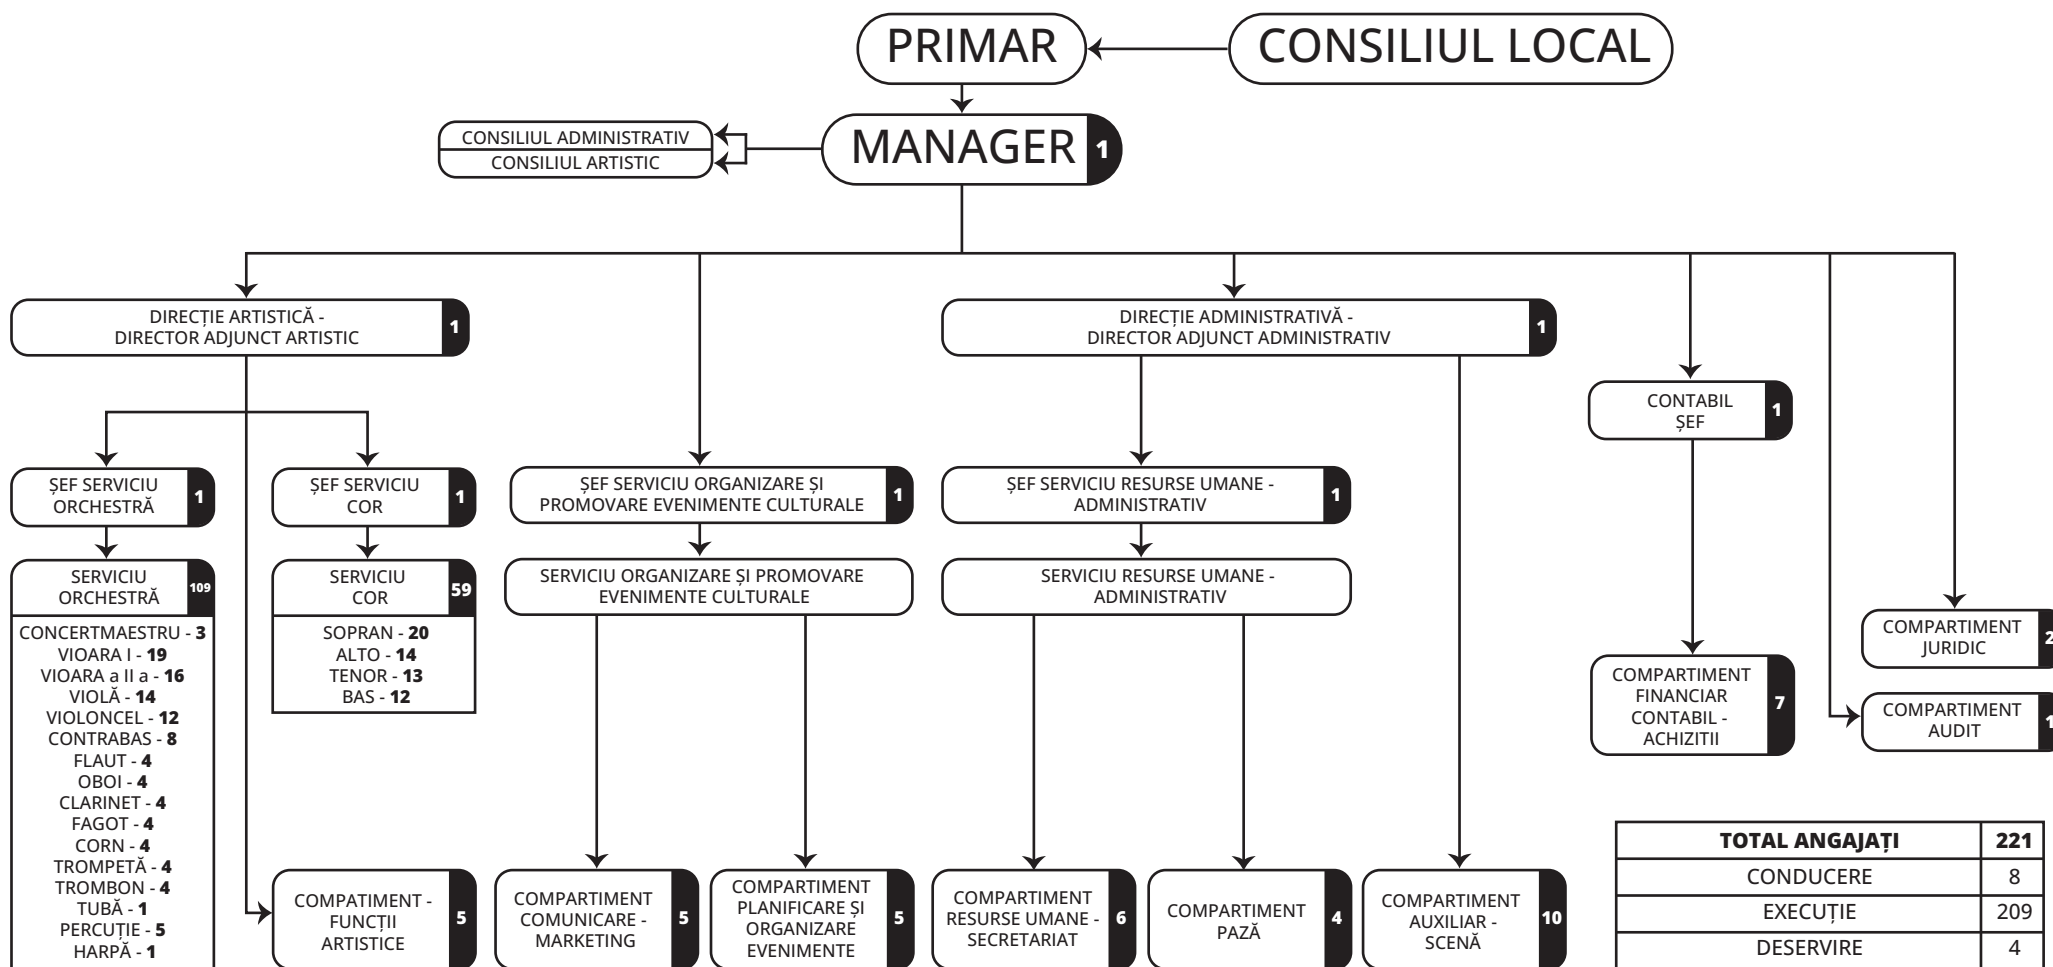 PRIMAR
CONSILIUL LOCAL
MANAGER 1
CONSILIUL ADMINISTRATIV
CONSILIUL ARTISTIC
DIRECȚIE ARTISTICĂ -
DIRECTOR ADJUNCT ARTISTIC
1
DIRECȚIE ADMINISTRATIVĂ -
DIRECTOR ADJUNCT ADMINISTRATIV
1
CONTABIL
ȘEF
1
ȘEF SERVICIU
ORCHESTRĂ
1
ȘEF SERVICIU
COR
1
ȘEF SERVICIU ORGANIZARE ȘI
PROMOVARE EVENIMENTE CULTURALE
1
ȘEF SERVICIU RESURSE UMANE -
ADMINISTRATIV
1
SERVICIU
ORCHESTRĂ
109
CONCERTMAESTRU - 3
VIOARA I - 19
VIOARA a II a - 16
VIOLĂ - 14
VIOLONCEL - 12
CONTRABAS - 8
FLAUT - 4
OBOI - 4
CLARINET - 4
FAGOT - 4
CORN - 4
TROMPETĂ - 4
TROMBON - 4
TUBĂ - 1
PERCUȚIE - 5
HARPĂ - 1
SERVICIU
COR
59
SOPRAN - 20
ALTO - 14
TENOR - 13
BAS - 12
SERVICIU ORGANIZARE ȘI PROMOVARE
EVENIMENTE CULTURALE
SERVICIU RESURSE UMANE -
ADMINISTRATIV
COMPARTIMENT
FINANCIAR
CONTABIL -
ACHIZITII
7
COMPARTIMENT
JURIDIC
2
COMPARTIMENT
AUDIT
1
COMPATIMENT -
FUNCȚII
ARTISTICE
5
COMPARTIMENT
COMUNICARE -
MARKETING
5
COMPARTIMENT
PLANIFICARE ȘI
ORGANIZARE
EVENIMENTE
5
COMPARTIMENT
RESURSE UMANE -
SECRETARIAT
6
COMPARTIMENT
PAZĂ
4
COMPARTIMENT
AUXILIAR -
SCENĂ
10
TOTAL ANGAJAȚI 221
CONDUCERE 8
EXECUȚIE 209
DESERVIRE 4